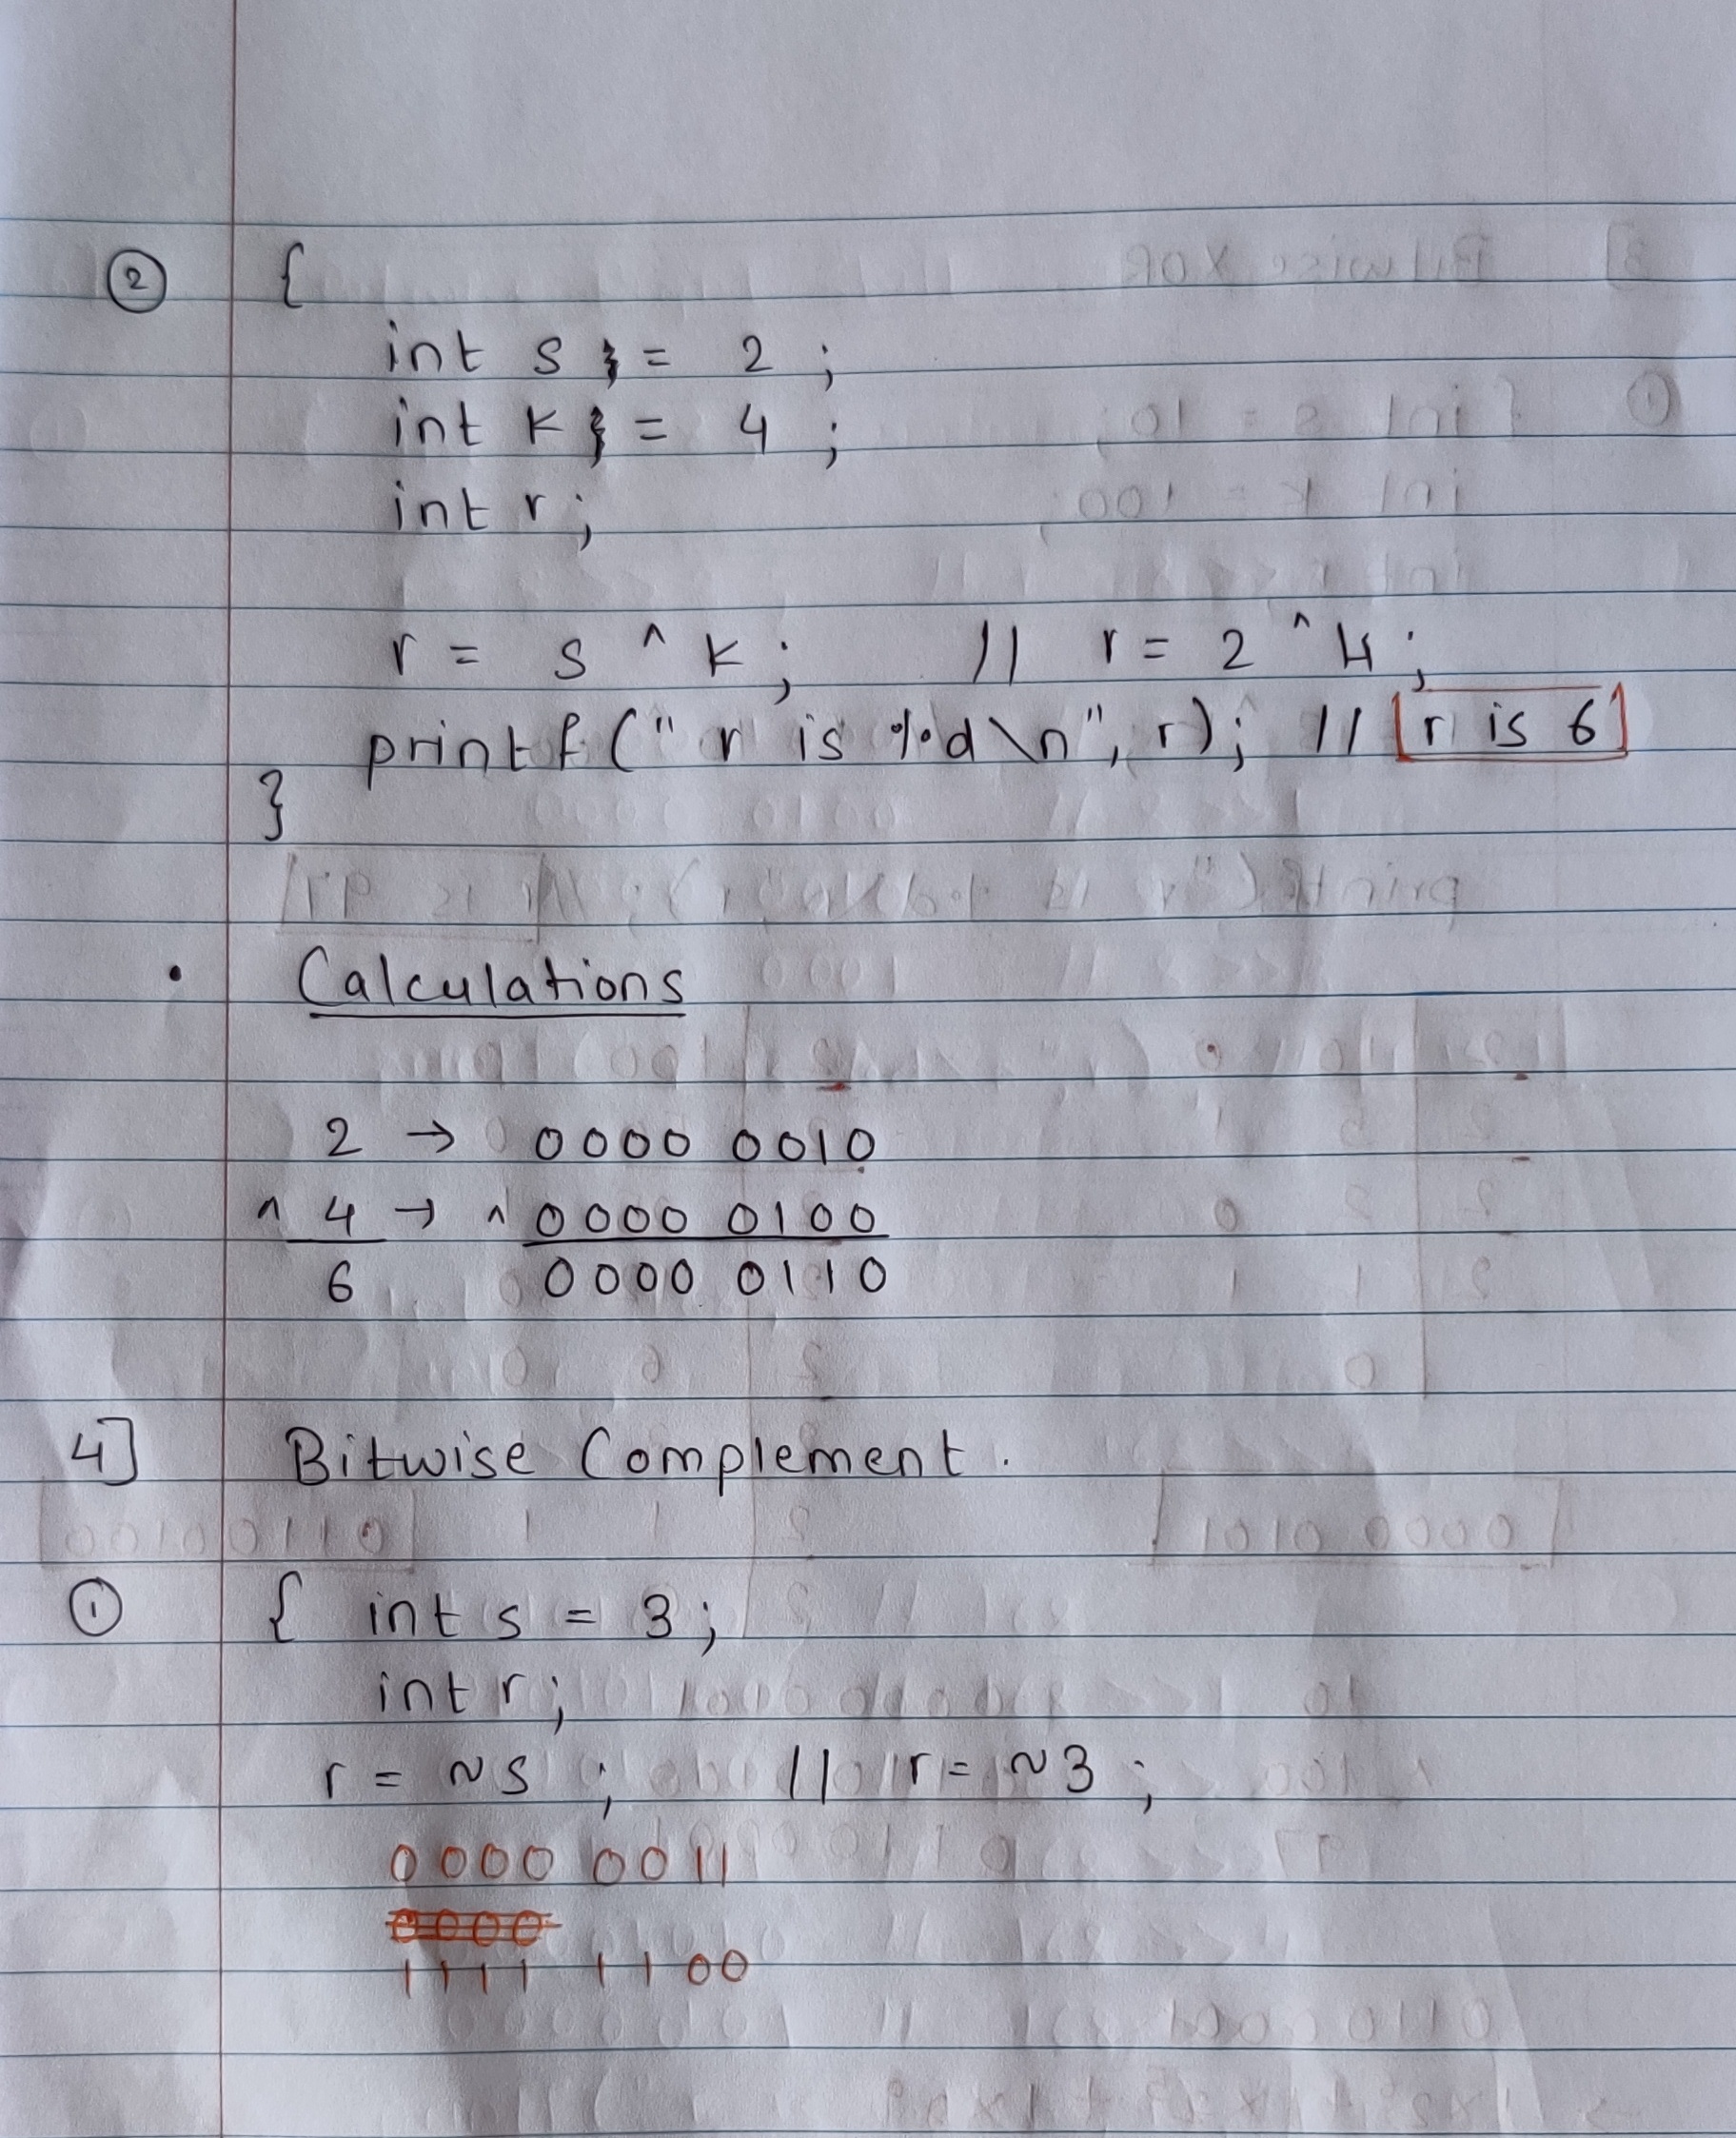 ② {
int s = 2 ;
int k = 4 ;
int r ;
r = s ^ k ; // r = 2 ^ 4 ;
printf (" r is %d \n", r) ; // r is 6
}
• Calculations
2 → 0000 0010
^ 4 → ^ 0000 0100
6 0000 0110
4] Bitwise Complement .
① { int s = 3 ;
int r ;
r = ~s ; // r = ~3 ;
0000 0011
0000
1111 1100